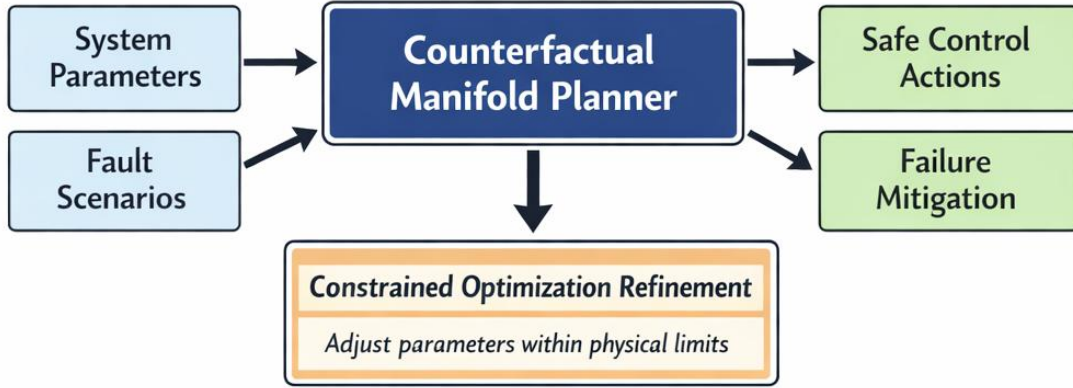 System
Parameters
Fault
Scenarios
Counterfactual
Manifold Planner
Safe Control
Actions
Failure
Mitigation
Constrained Optimization Refinement
Adjust parameters within physical limits